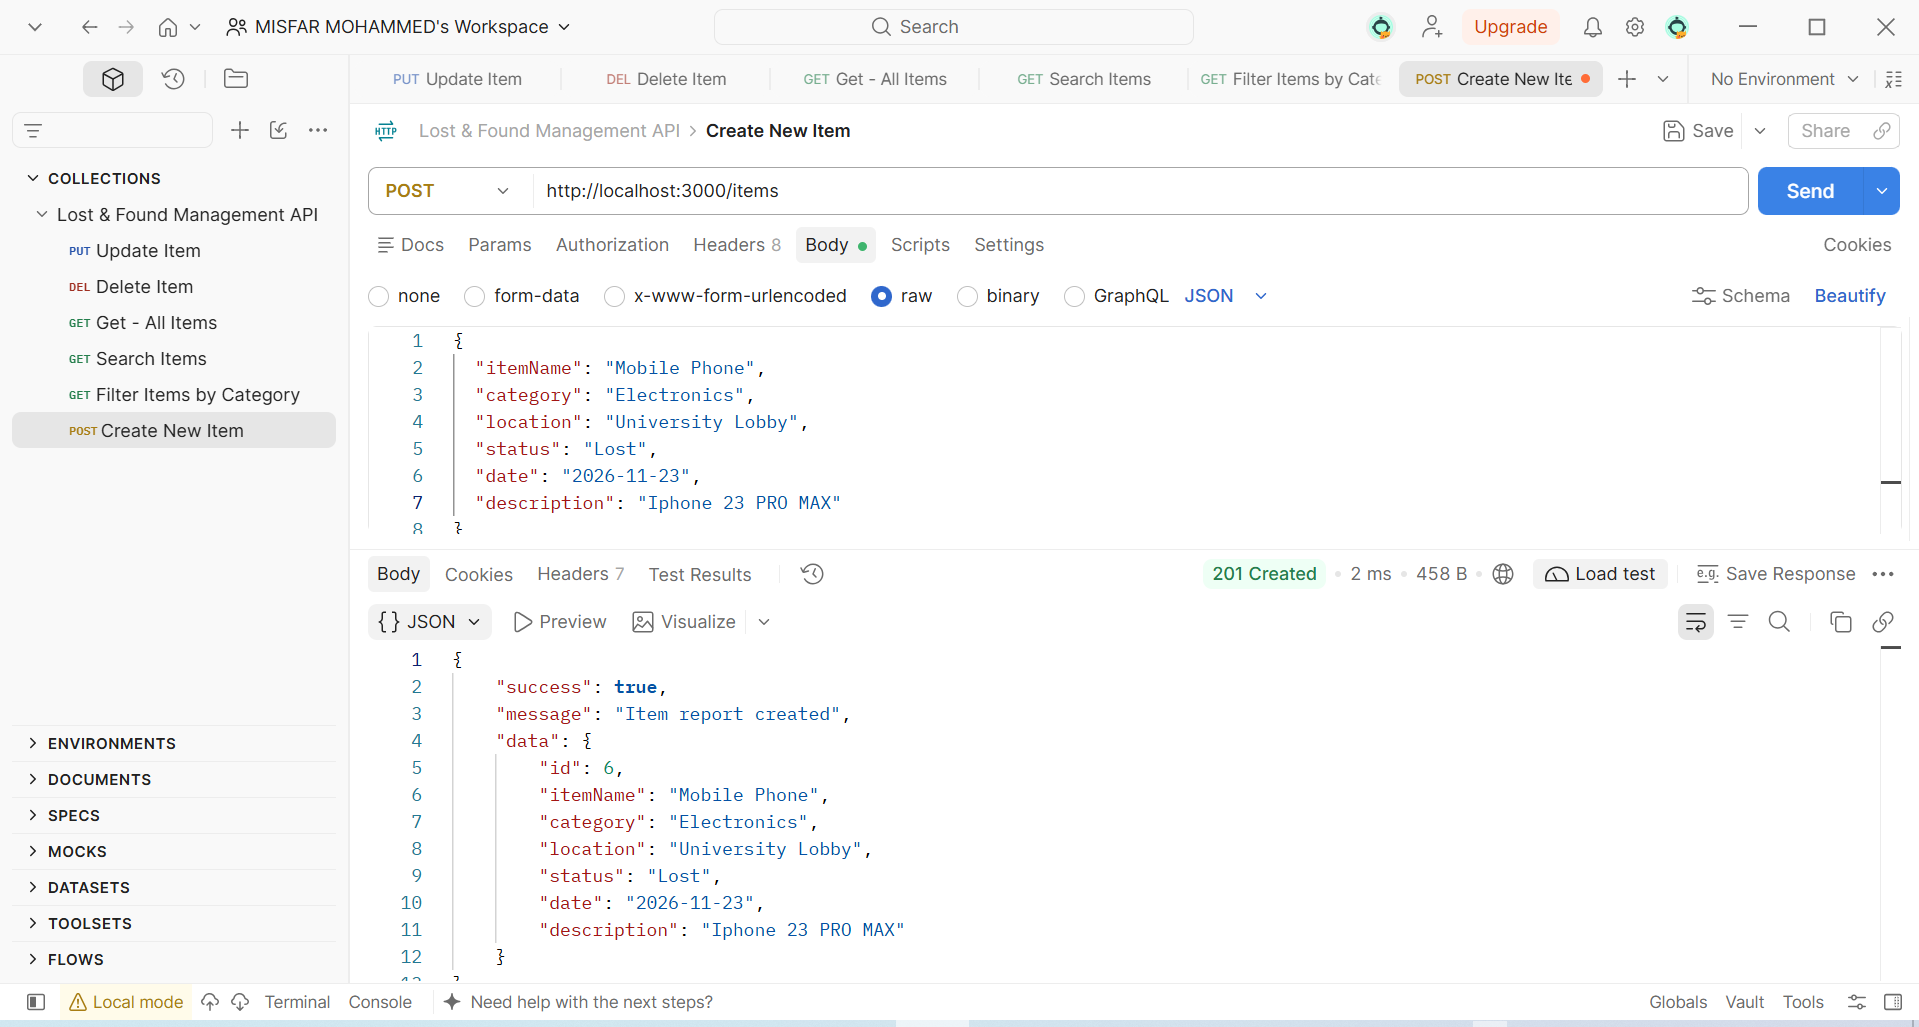 MISFAR MOHAMMED's Workspace
Search
Upgrade
PUT Update Item
DEL Delete Item
GET Get - All Items
GET Search Items
GET Filter Items by Cate
POST Create New Ite
No Environment
HTTP
Lost & Found Management API > Create New Item
Save
Share
COLLECTIONS
Lost & Found Management API
PUT Update Item
DEL Delete Item
GET Get - All Items
GET Search Items
GET Filter Items by Category
POST Create New Item
ENVIRONMENTS
DOCUMENTS
SPECS
MOCKS
DATASETS
TOOLSETS
FLOWS
POST
http://localhost:3000/items
Send
Docs Params Authorization Headers 8 Body Scripts Settings
Cookies
none form-data x-www-form-urlencoded raw binary GraphQL JSON
Schema Beautify
1 {
2 "itemName": "Mobile Phone",
3 "category": "Electronics",
4 "location": "University Lobby",
5 "status": "Lost",
6 "date": "2026-11-23",
7 "description": "Iphone 23 PRO MAX"
8 }
Body Cookies Headers 7 Test Results
201 Created • 2 ms • 458 B •
Load test
e.g. Save Response
{ } JSON Preview Visualize
1 {
2 "success": true,
3 "message": "Item report created",
4 "data": {
5 "id": 6,
6 "itemName": "Mobile Phone",
7 "category": "Electronics",
8 "location": "University Lobby",
9 "status": "Lost",
10 "date": "2026-11-23",
11 "description": "Iphone 23 PRO MAX"
12 }
Local mode
Terminal Console
Need help with the next steps?
Globals Vault Tools